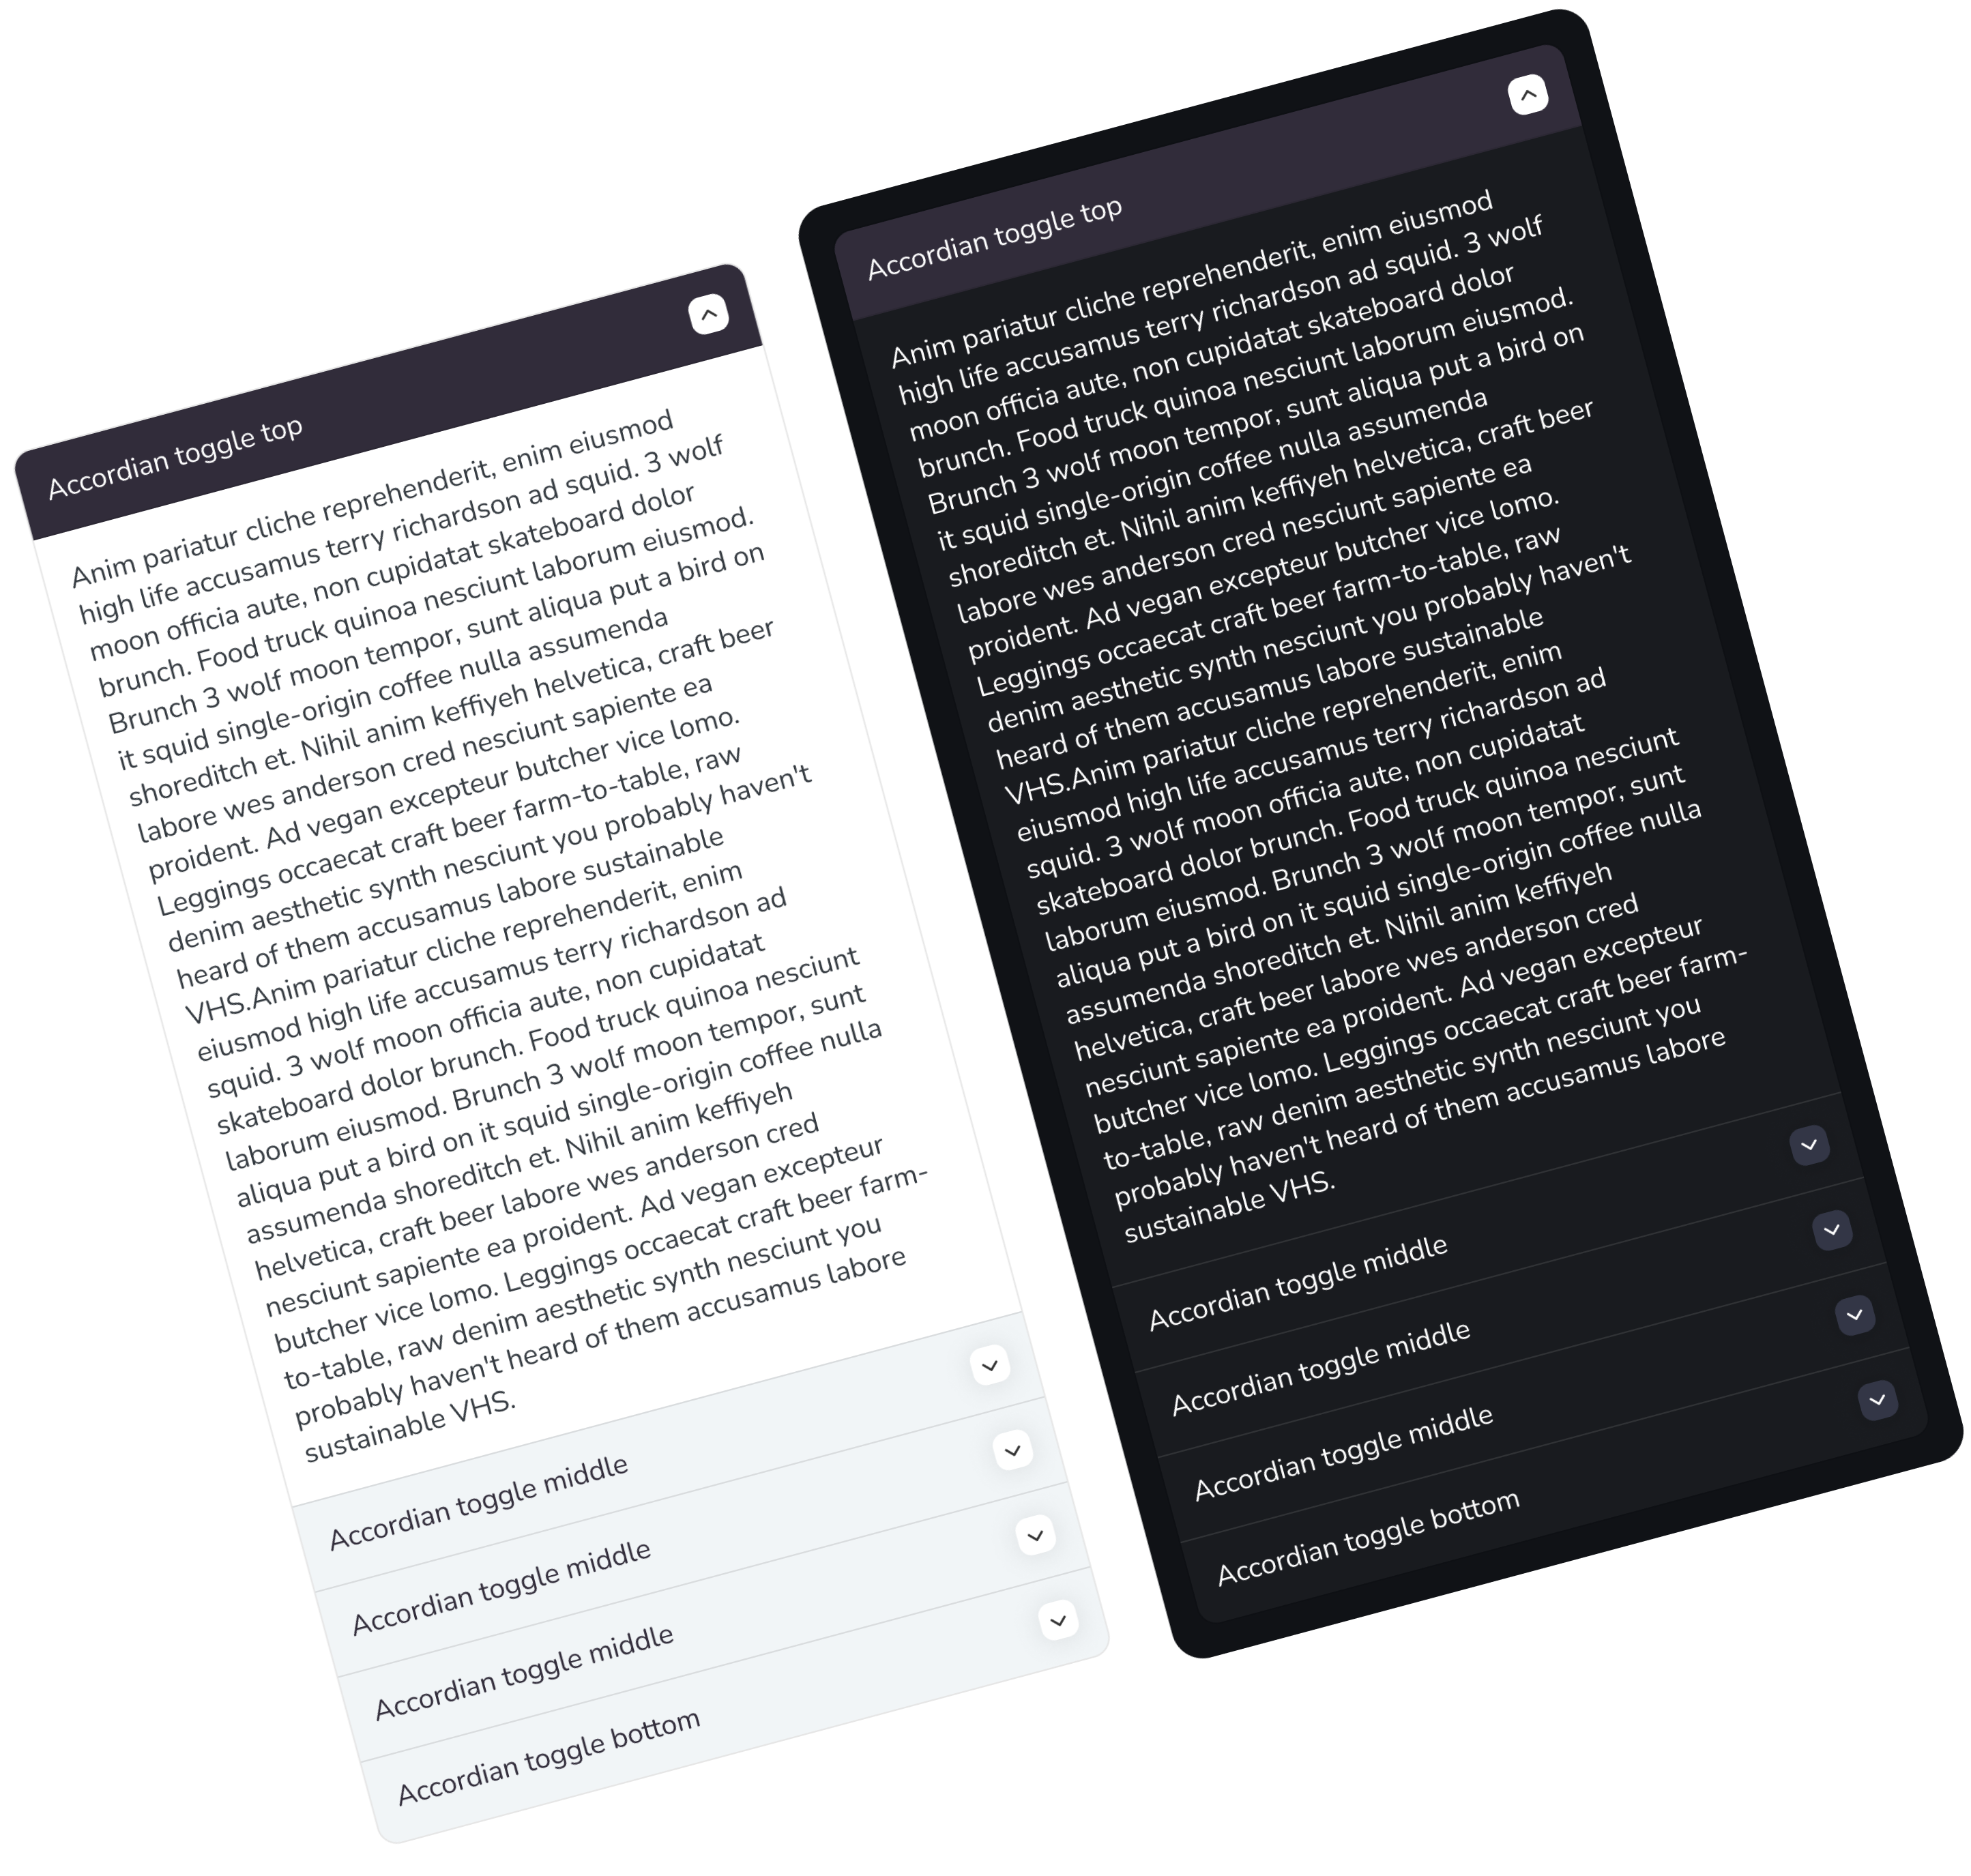 Accordian toggle top
Anim pariatur cliche reprehenderit, enim eiusmod
high life accusamus terry richardson ad squid. 3 wolf
moon officia aute, non cupidatat skateboard dolor
brunch. Food truck quinoa nesciunt laborum eiusmod.
Brunch 3 wolf moon tempor, sunt aliqua put a bird on
it squid single-origin coffee nulla assumenda
shoreditch et. Nihil anim keffiyeh helvetica, craft beer
labore wes anderson cred nesciunt sapiente ea
proident. Ad vegan excepteur butcher vice lomo.
Leggings occaecat craft beer farm-to-table, raw
denim aesthetic synth nesciunt you probably haven't
heard of them accusamus labore sustainable
VHS.Anim pariatur cliche reprehenderit, enim
eiusmod high life accusamus terry richardson ad
squid. 3 wolf moon officia aute, non cupidatat
skateboard dolor brunch. Food truck quinoa nesciunt
laborum eiusmod. Brunch 3 wolf moon tempor, sunt
aliqua put a bird on it squid single-origin coffee nulla
assumenda shoreditch et. Nihil anim keffiyeh
helvetica, craft beer labore wes anderson cred
nesciunt sapiente ea proident. Ad vegan excepteur
butcher vice lomo. Leggings occaecat craft beer farm-
to-table, raw denim aesthetic synth nesciunt you
probably haven't heard of them accusamus labore
sustainable VHS.
Accordian toggle middle
Accordian toggle middle
Accordian toggle middle
Accordian toggle bottom
Accordian toggle top
Anim pariatur cliche reprehenderit, enim eiusmod
high life accusamus terry richardson ad squid. 3 wolf
moon officia aute, non cupidatat skateboard dolor
brunch. Food truck quinoa nesciunt laborum eiusmod.
Brunch 3 wolf moon tempor, sunt aliqua put a bird on
it squid single-origin coffee nulla assumenda
shoreditch et. Nihil anim keffiyeh helvetica, craft beer
labore wes anderson cred nesciunt sapiente ea
proident. Ad vegan excepteur butcher vice lomo.
Leggings occaecat craft beer farm-to-table, raw
denim aesthetic synth nesciunt you probably haven't
heard of them accusamus labore sustainable
VHS.Anim pariatur cliche reprehenderit, enim
eiusmod high life accusamus terry richardson ad
squid. 3 wolf moon officia aute, non cupidatat
skateboard dolor brunch. Food truck quinoa nesciunt
laborum eiusmod. Brunch 3 wolf moon tempor, sunt
aliqua put a bird on it squid single-origin coffee nulla
assumenda shoreditch et. Nihil anim keffiyeh
helvetica, craft beer labore wes anderson cred
nesciunt sapiente ea proident. Ad vegan excepteur
butcher vice lomo. Leggings occaecat craft beer farm-
to-table, raw denim aesthetic synth nesciunt you
probably haven't heard of them accusamus labore
sustainable VHS.
Accordian toggle middle
Accordian toggle middle
Accordian toggle middle
Accordian toggle bottom